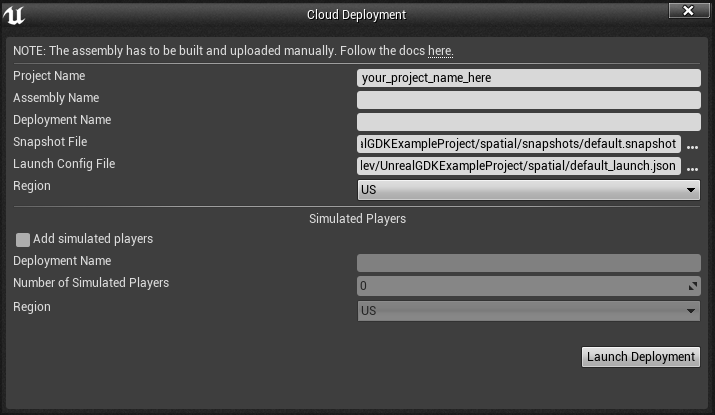 Cloud Deployment
NOTE: The assembly has to be built and uploaded manually. Follow the docs here.
Project Name your_project_name_here
Assembly Name
Deployment Name
Snapshot File alGDKExampleProject/spatial/snapshots/default.snapshot ...
Launch Config File lev/UnrealGDKExampleProject/spatial/default_launch.json ...
Region US
Simulated Players
Add simulated players
Deployment Name
Number of Simulated Players 0
Region US
Launch Deployment